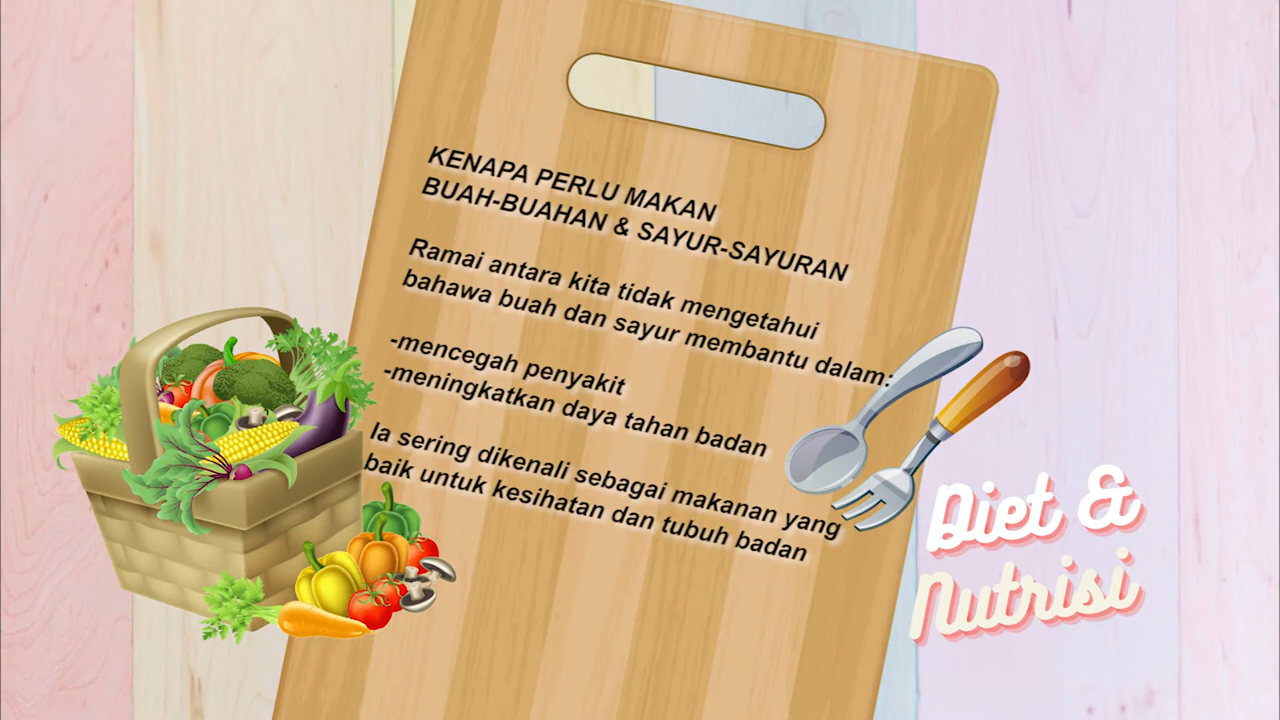 KENAPA PERLU MAKAN
BUAH-BUAHAN & SAYUR-SAYURAN
Ramai antara kita tidak mengetahui
bahawa buah dan sayur membantu dalam:
-mencegah penyakit
-meningkatkan daya tahan badan
Ia sering dikenali sebagai makanan yang
baik untuk kesihatan dan tubuh badan
Diet &
Nutrisi